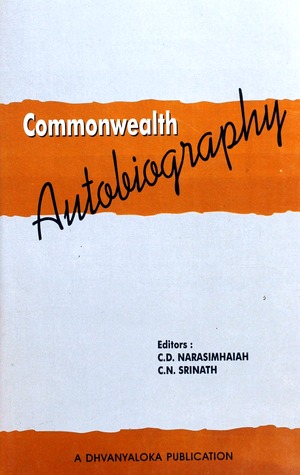 Commonwealth
Autobiography
Editors :
C.D. NARASIMHAIAH
C.N. SRINATH
A DHVANYALOKA PUBLICATION